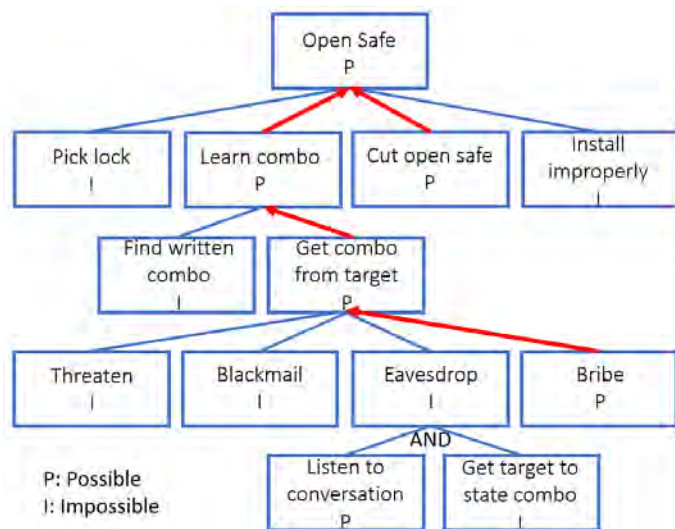 Open Safe
P
Pick lock
I
Learn combo
P
Cut open safe
P
Install
improperly
I
Find written
combo
I
Get combo
from target
P
Threaten
I
Blackmail
I
Eavesdrop
I
Bribe
P
AND
Listen to
conversation
P
Get target to
state combo
I
P: Possible
I: Impossible